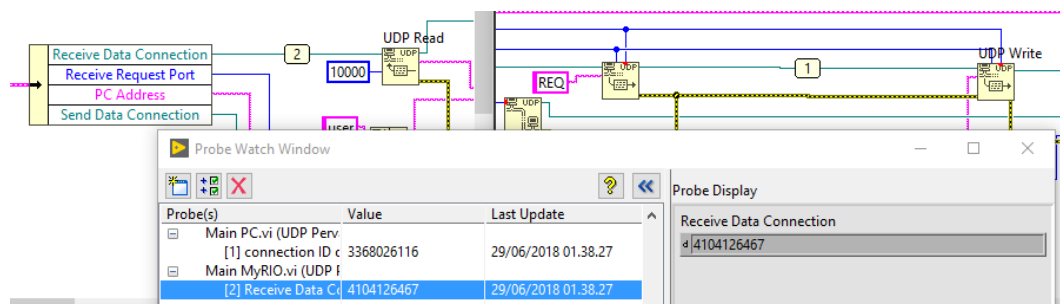 UDP Read
Receive Data Connection
2
UDP
Receive Request Port
10000
PC Address
Send Data Connection
UDP Write
UDP
UDP
1
REQ
UDP
Probe Watch Window
Probe Display
Probe(s) Value Last Update
Receive Data Connection
Main PC.vi (UDP Perv
[1] connection ID c 3368026116 29/06/2018 01.38.27
d 4104126467
Main MyRIO.vi (UDP F
[2] Receive Data Co 4104126467 29/06/2018 01.38.27